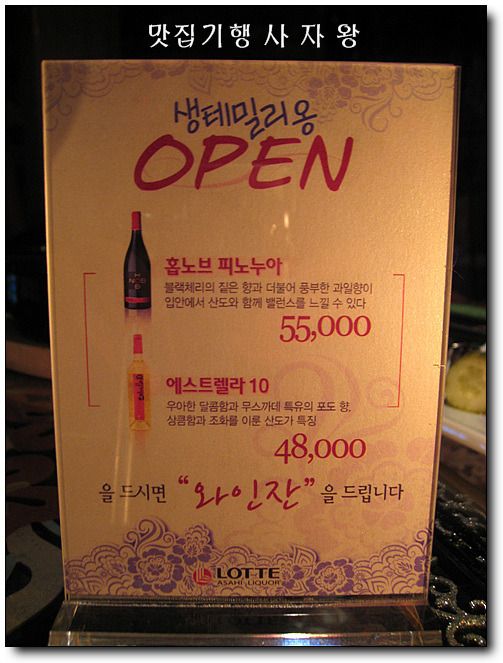 맛집기행 사 자 왕
생테밀리옹
OPEN
홉노브 피노누아
블랙체리의 짙은 향과 더불어 풍부한 과일향이
입안에서 산도와 함께 밸런스를 느낄 수 있다
55,000
에스트렐라 10
우아한 달콤함과 무스까데 특유의 포도 향,
상큼함과 조화를 이룬 산도가 특징
48,000
을 드시면 “와인잔” 을 드립니다
LOTTE
ASAHI LIQUOR